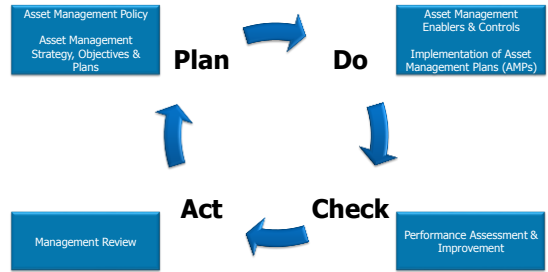 Asset Management Policy
Asset Management
Strategy, Objectives &
Plans
Plan
Do
Asset Management
Enablers & Controls
Implementation of Asset
Management Plans (AMPs)
Act
Check
Management Review
Performance Assessment &
Improvement